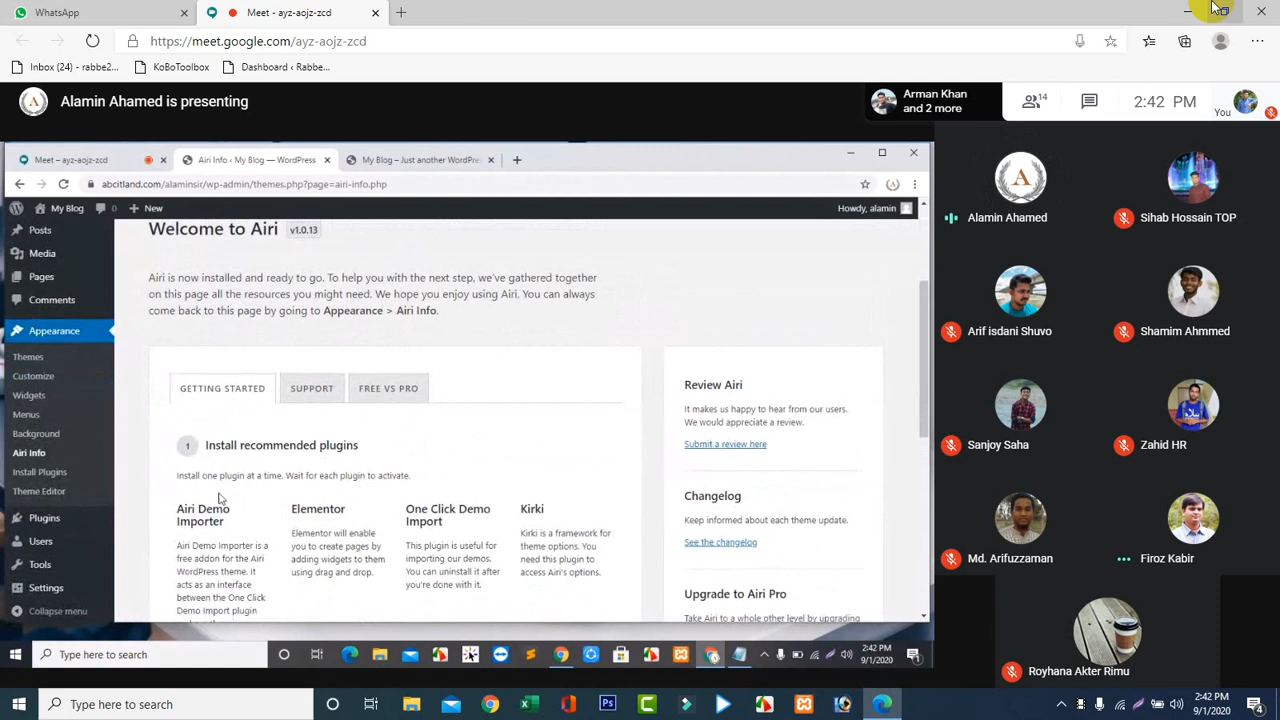 WhatsApp
Meet - ayz-aojz-zcd
https://meet.google.com/ayz-aojz-zcd
Inbox (24) - rabbe2...
KoBoToolbox
Dashboard ‹ Rabbe...
A
Alamin Ahamed is presenting
Arman Khan
and 2 more
14
2:42 PM
You
Meet – ayz-aojz-zcd
Airi Info ‹ My Blog — WordPress
My Blog – Just another WordPre
abcitland.com/alaminsir/wp-admin/themes.php?page=airi-info.php
My Blog
0
New
Howdy, alamin
Posts
Media
Pages
Comments
Appearance
Themes
Customize
Widgets
Menus
Background
Airi Info
Install Plugins
Theme Editor
Plugins
Users
Tools
Settings
Collapse menu
Welcome to Airi v1.0.13
Airi is now installed and ready to go. To help you with the next step, we've gathered together
on this page all the resources you might need. We hope you enjoy using Airi. You can always
come back to this page by going to Appearance > Airi Info.
GETTING STARTED
SUPPORT
FREE VS PRO
1 Install recommended plugins
Install one plugin at a time. Wait for each plugin to activate.
Airi Demo
Importer
Airi Demo Importer is a
free addon for the Airi
WordPress theme. It
acts as an interface
between the One Click
Demo Import plugin
Elementor
Elementor will enable
you to create pages by
adding widgets to them
using drag and drop.
One Click Demo
Import
This plugin is useful for
importing our demos.
You can uninstall it after
you're done with it.
Kirki
Kirki is a framework for
theme options. You
need this plugin to
access Airi's options.
Review Airi
It makes us happy to hear from our users.
We would appreciate a review.
Submit a review here
Changelog
Keep informed about each theme update.
See the changelog
Upgrade to Airi Pro
Take Airi to a whole other level by upgrading
Type here to search
2:42 PM
9/1/2020
1
A
Alamin Ahamed
Sihab Hossain TOP
Arif isdani Shuvo
Shamim Ahmmed
Sanjoy Saha
Zahid HR
Md. Arifuzzaman
Firoz Kabir
Royhana Akter Rimu
Type here to search
2:42 PM
9/1/2020
4